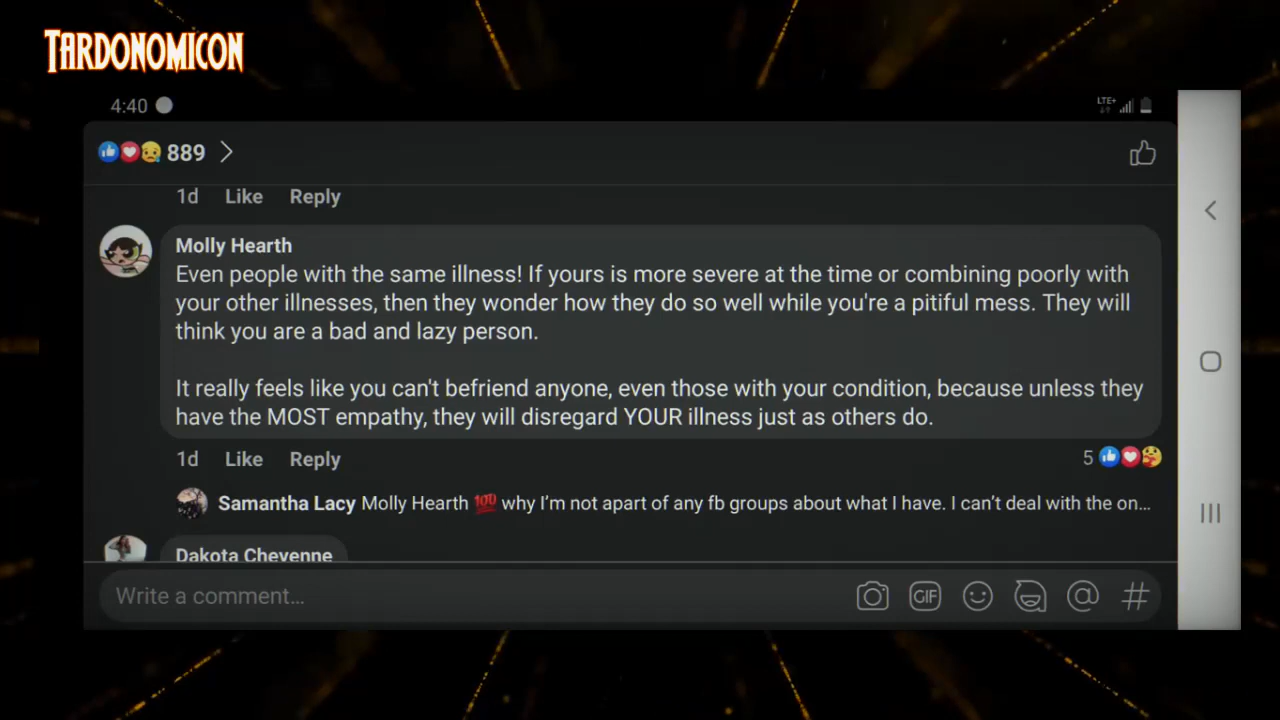 TARDONOMICON
4:40
LTE+
889
1d Like Reply
Molly Hearth
Even people with the same illness! If yours is more severe at the time or combining poorly with
your other illnesses, then they wonder how they do so well while you're a pitiful mess. They will
think you are a bad and lazy person.
It really feels like you can't befriend anyone, even those with your condition, because unless they
have the MOST empathy, they will disregard YOUR illness just as others do.
1d Like Reply 5
Samantha Lacy Molly Hearth 💯 why I'm not apart of any fb groups about what I have. I can't deal with the on...
Dakota Cheyenne
Write a comment...
GIF @ #